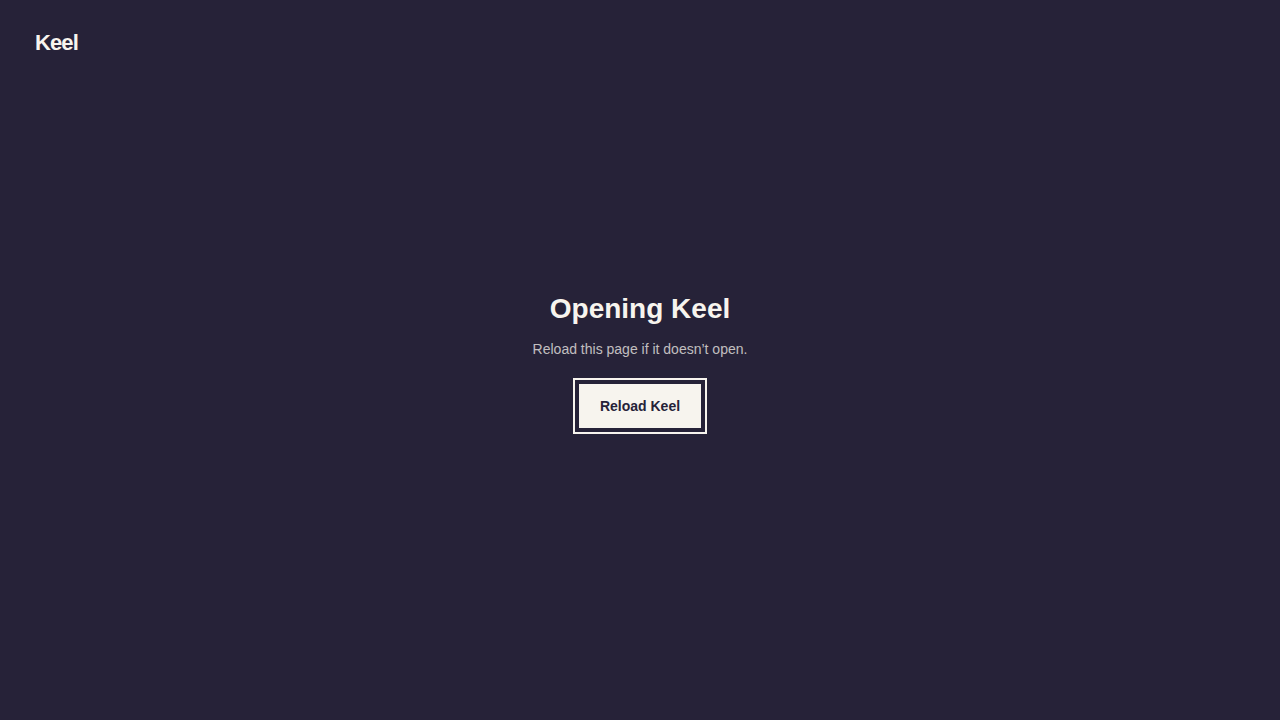 Keel
Opening Keel
Reload this page if it doesn’t open.
Reload Keel